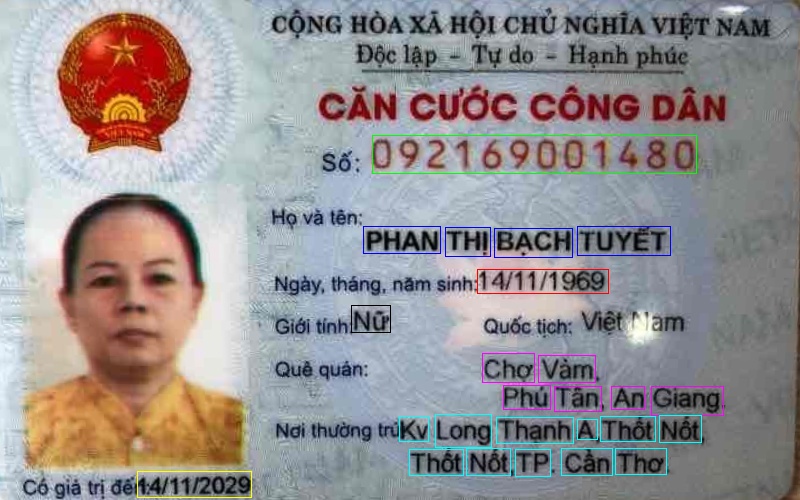 CỘNG HÒA XÃ HỘI CHỦ NGHĨA VIỆT NAM
Độc lập - Tự do - Hạnh phúc
CĂN CƯỚC CÔNG DÂN
Số: 092169001480
Họ và tên:
PHAN THỊ BẠCH TUYẾT
Ngày, tháng, năm sinh: 14/11/1969
Giới tính: Nữ Quốc tịch: Việt Nam
Quê quán: Chợ Vàm,
Phú Tân, An Giang.
Nơi thường trú: Kv Long Thạnh A, Thốt Nốt,
Thốt Nốt, TP. Cần Thơ.
Có giá trị đến: 14/11/2029